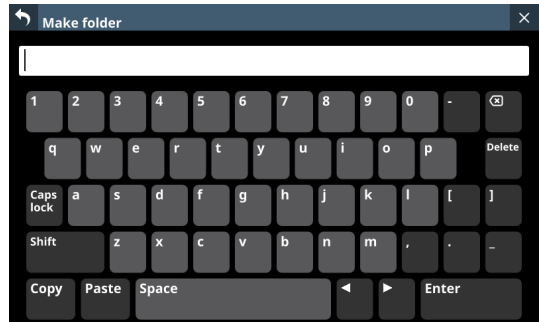 Make folder
1 2 3 4 5 6 7 8 9 0 -
q w e r t y u i o p Delete
Caps lock a s d f g h j k l [ ]
Shift z x c v b n m , . _
Copy Paste Space ◀ ▶ Enter